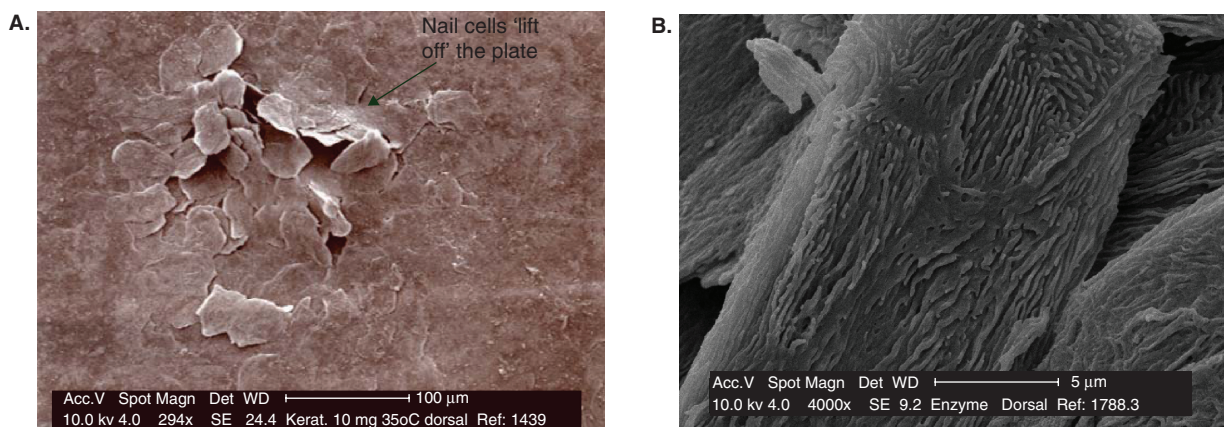 A.
Nail cells ‘lift
off’ the plate
Acc.V Spot Magn Det WD 100 μm
10.0 kv 4.0 294x SE 24.4 Kerat. 10 mg 35oC dorsal Ref: 1439
B.
Acc.V Spot Magn Det WD 5 μm
10.0 kv 4.0 4000x SE 9.2 Enzyme Dorsal Ref: 1788.3